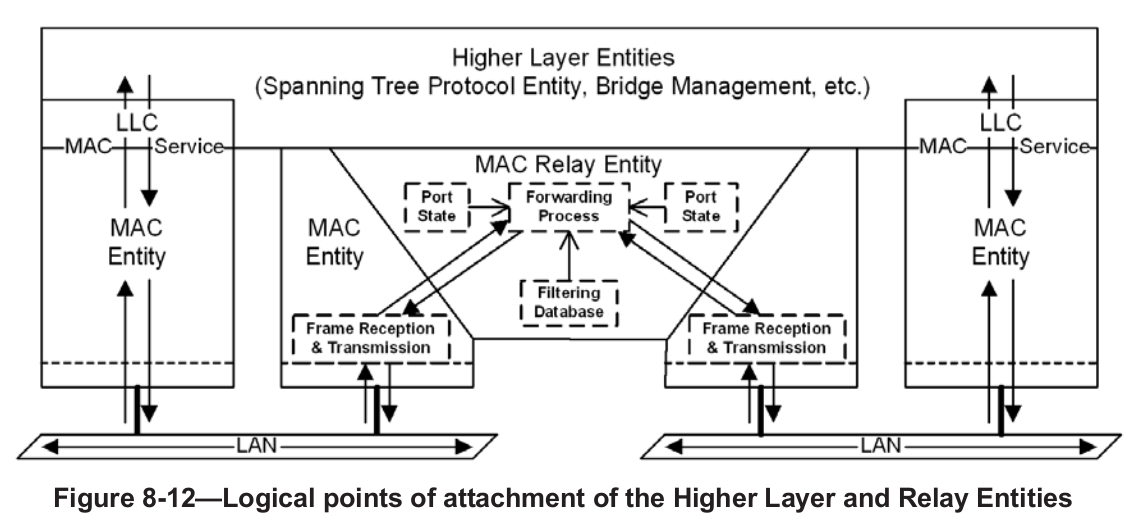 Higher Layer Entities
(Spanning Tree Protocol Entity, Bridge Management, etc.)
LLC
MAC Service
MAC
Entity
MAC
Entity
MAC Relay Entity
Port
State
Forwarding
Process
Port
State
Filtering
Database
Frame Reception
& Transmission
Frame Reception
& Transmission
LLC
MAC Service
MAC
Entity
LAN
LAN
Figure 8-12—Logical points of attachment of the Higher Layer and Relay Entities